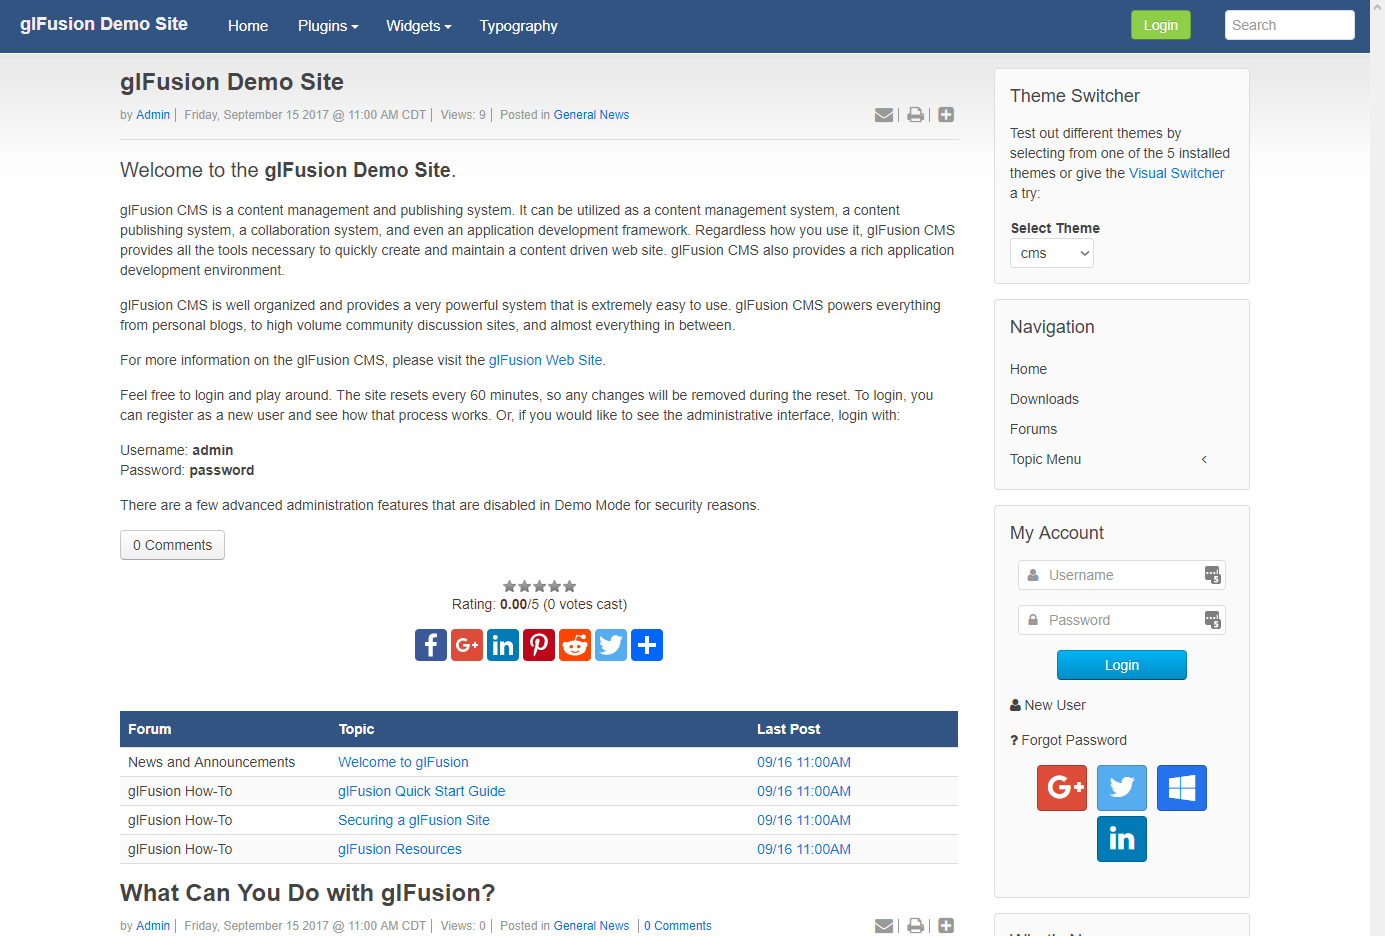 glFusion Demo Site
Home
Plugins
Widgets
Typography
Login
Search
glFusion Demo Site
by Admin | Friday, September 15 2017 @ 11:00 AM CDT | Views: 9 | Posted in General News
Welcome to the glFusion Demo Site.
glFusion CMS is a content management and publishing system. It can be utilized as a content management system, a content
publishing system, a collaboration system, and even an application development framework. Regardless how you use it, glFusion CMS
provides all the tools necessary to quickly create and maintain a content driven web site. glFusion CMS also provides a rich application
development environment.
glFusion CMS is well organized and provides a very powerful system that is extremely easy to use. glFusion CMS powers everything
from personal blogs, to high volume community discussion sites, and almost everything in between.
For more information on the glFusion CMS, please visit the glFusion Web Site.
Feel free to login and play around. The site resets every 60 minutes, so any changes will be removed during the reset. To login, you
can register as a new user and see how that process works. Or, if you would like to see the administrative interface, login with:
Username: admin
Password: password
There are a few advanced administration features that are disabled in Demo Mode for security reasons.
0 Comments
Rating: 0.00/5 (0 votes cast)
Forum Topic Last Post
News and Announcements Welcome to glFusion 09/16 11:00AM
glFusion How-To glFusion Quick Start Guide 09/16 11:00AM
glFusion How-To Securing a glFusion Site 09/16 11:00AM
glFusion How-To glFusion Resources 09/16 11:00AM
What Can You Do with glFusion?
by Admin | Friday, September 15 2017 @ 11:00 AM CDT | Views: 0 | Posted in General News | 0 Comments
Theme Switcher
Test out different themes by
selecting from one of the 5 installed
themes or give the Visual Switcher
a try:
Select Theme
cms
Navigation
Home
Downloads
Forums
Topic Menu
My Account
Username
Password
Login
New User
? Forgot Password